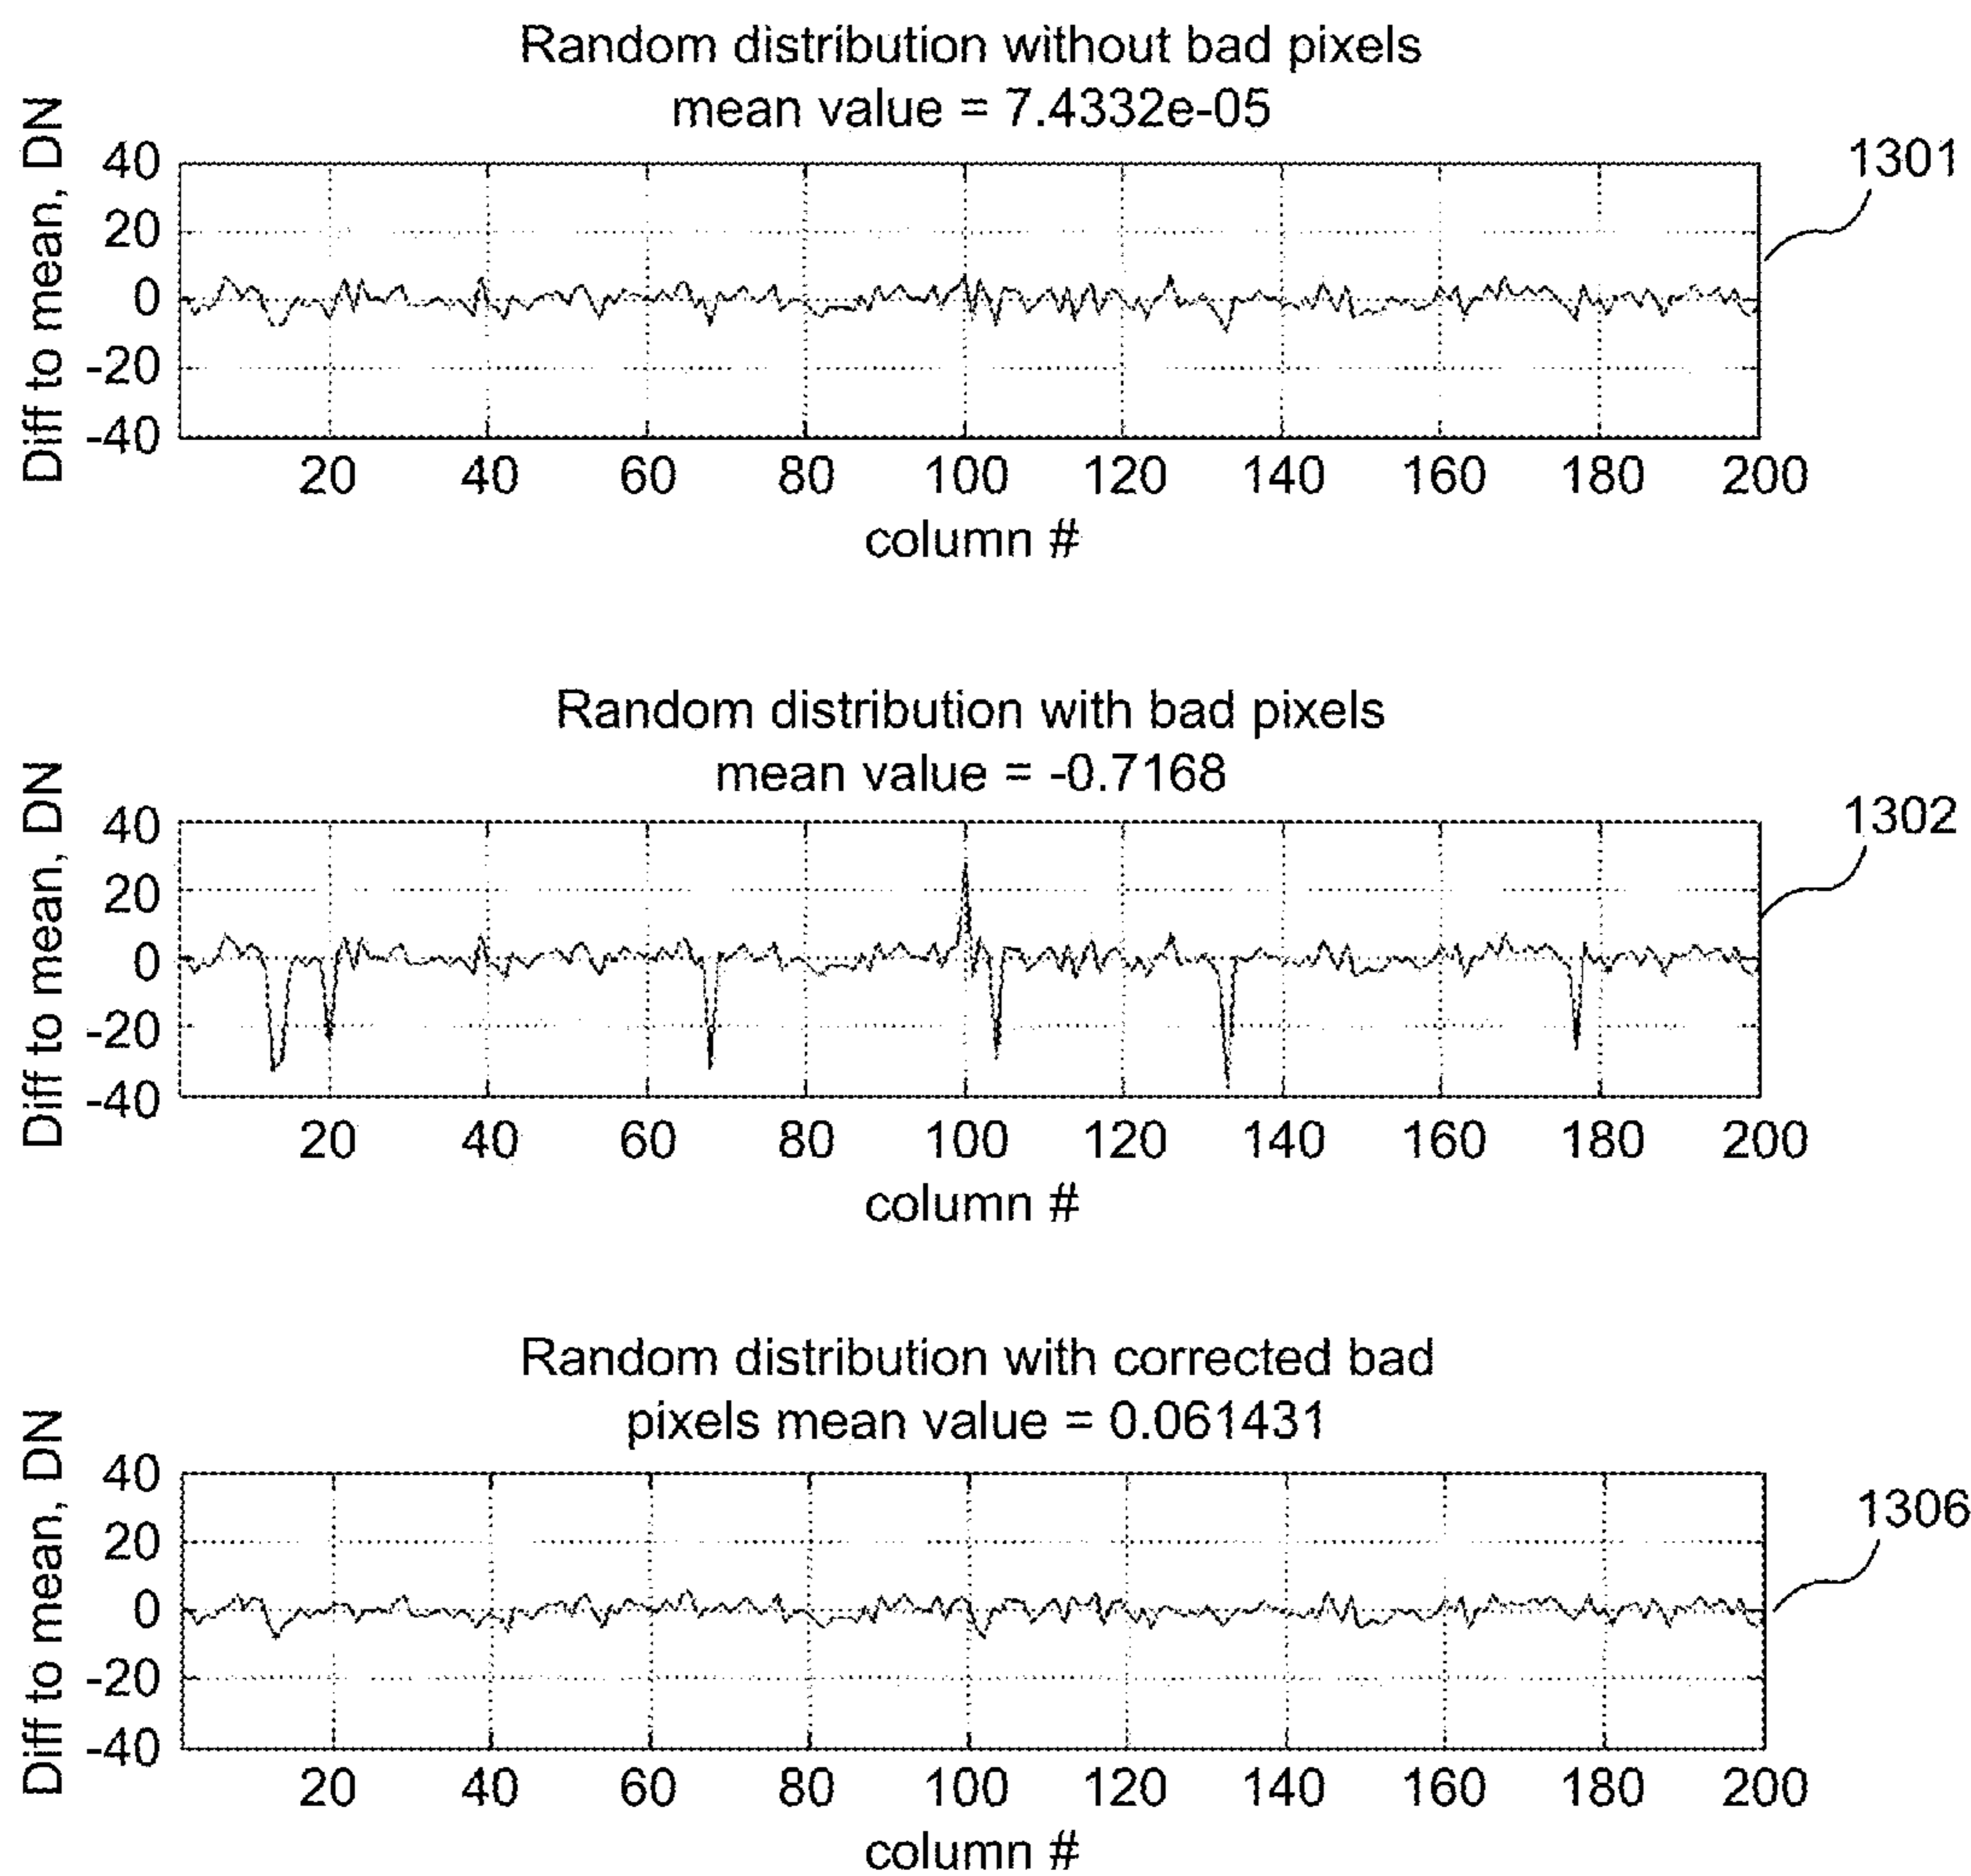 Random distribution without bad pixels
mean value = 7.4332e-05
Diff to mean, DN
40
20
0
-20
-40
20 40 60 80 100 120 140 160 180 200
column #
1301
Random distribution with bad pixels
mean value = -0.7168
Diff to mean, DN
40
20
0
-20
-40
20 40 60 80 100 120 140 160 180 200
column #
1302
Random distribution with corrected bad
pixels mean value = 0.061431
Diff to mean, DN
40
20
0
-20
-40
20 40 60 80 100 120 140 160 180 200
column #
1306